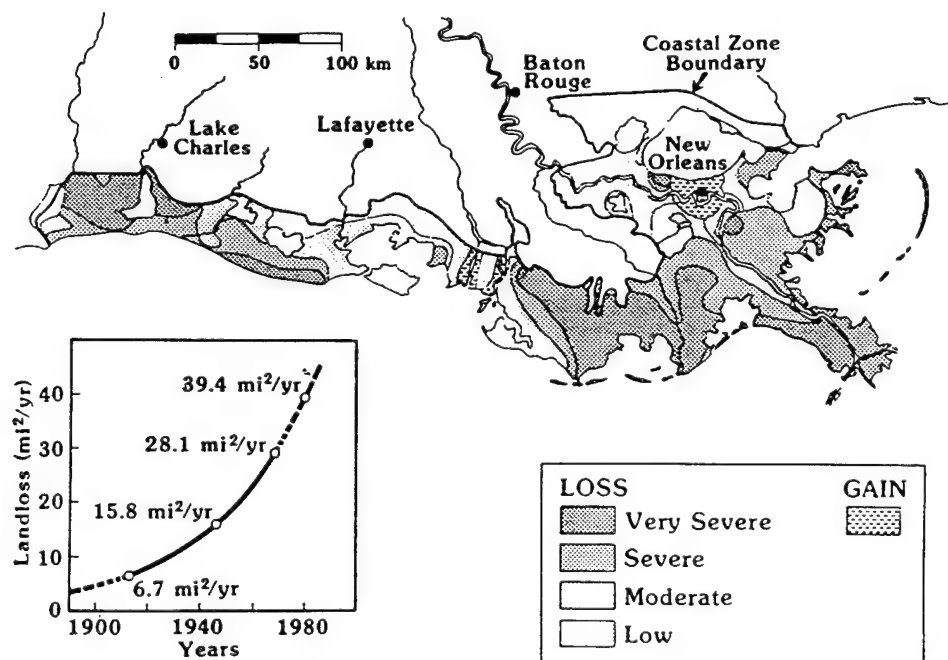 0 50 100 km
Coastal Zone
Boundary
Baton
Rouge
Lake
Charles
Lafayette
New
Orleans
Landloss (mi²/yr)
40
30
20
10
0
39.4 mi²/yr
28.1 mi²/yr
15.8 mi²/yr
6.7 mi²/yr
1900 1940 1980
Years
LOSS GAIN
Very Severe
Severe
Moderate
Low